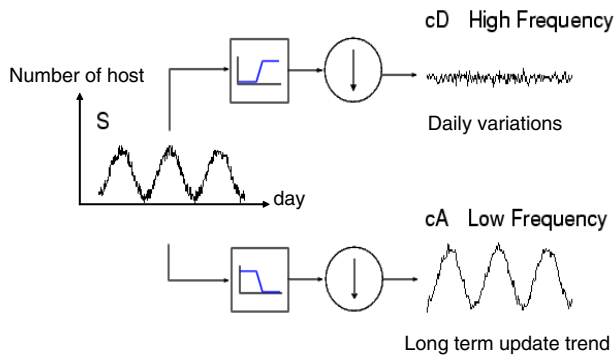 cD High Frequency
Number of host
S
Daily variations
day
cA Low Frequency
Long term update trend